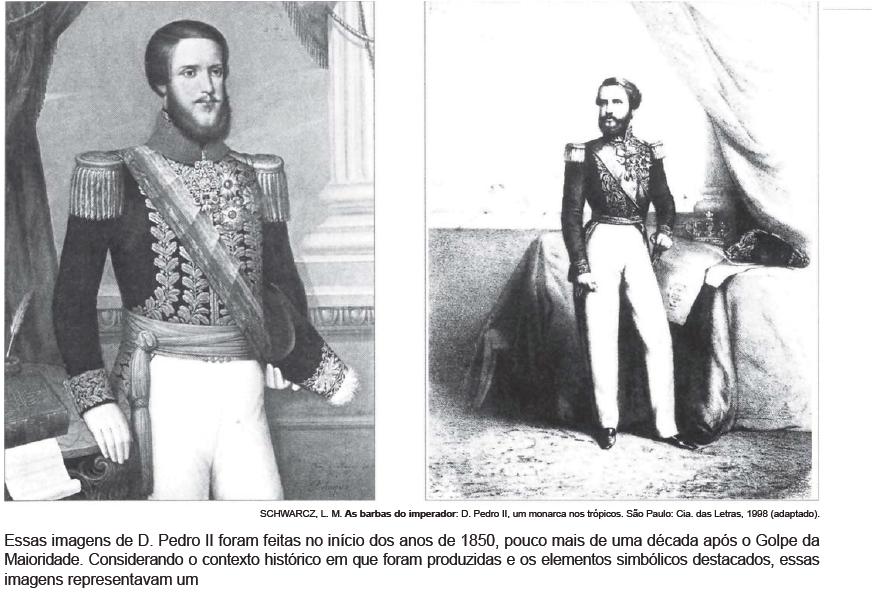 SCHWARCZ, L. M. As barbas do imperador: D. Pedro II, um monarca nos trópicos. São Paulo: Cia. das Letras, 1998 (adaptado).
Essas imagens de D. Pedro II foram feitas no início dos anos de 1850, pouco mais de uma década após o Golpe da
Maioridade. Considerando o contexto histórico em que foram produzidas e os elementos simbólicos destacados, essas
imagens representavam um